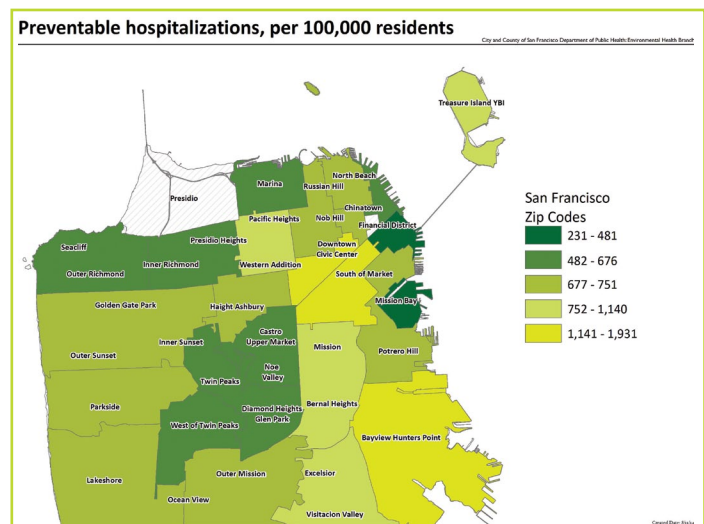 Preventable hospitalizations, per 100,000 residents
City and County of San Francisco Department of Public Health Environmental Health Branch
Treasure Island YBI
North Beach
Marina
Russian Hill
Presidio
Chinatown
Pacific Heights
Nob Hill
Financial District
Seacliff
Presidio Heights
Downtown
Civic Center
Inner Richmond
Western Addition
Outer Richmond
South of Market
Mission Bay
Golden Gate Park
Haight Ashbury
Castro
Upper Market
Inner Sunset
Mission
Outer Sunset
Potrero Hill
Noe
Valley
Twin Peaks
Parkside
Bernal Heights
Diamond Heights
Glen Park
West of Twin Peaks
Bayview Hunters Point
Outer Mission
Excelsior
Lakeshore
Ocean View
Visitacion Valley
San Francisco
Zip Codes
231 - 481
482 - 676
677 - 751
752 - 1,140
1,141 - 1,931